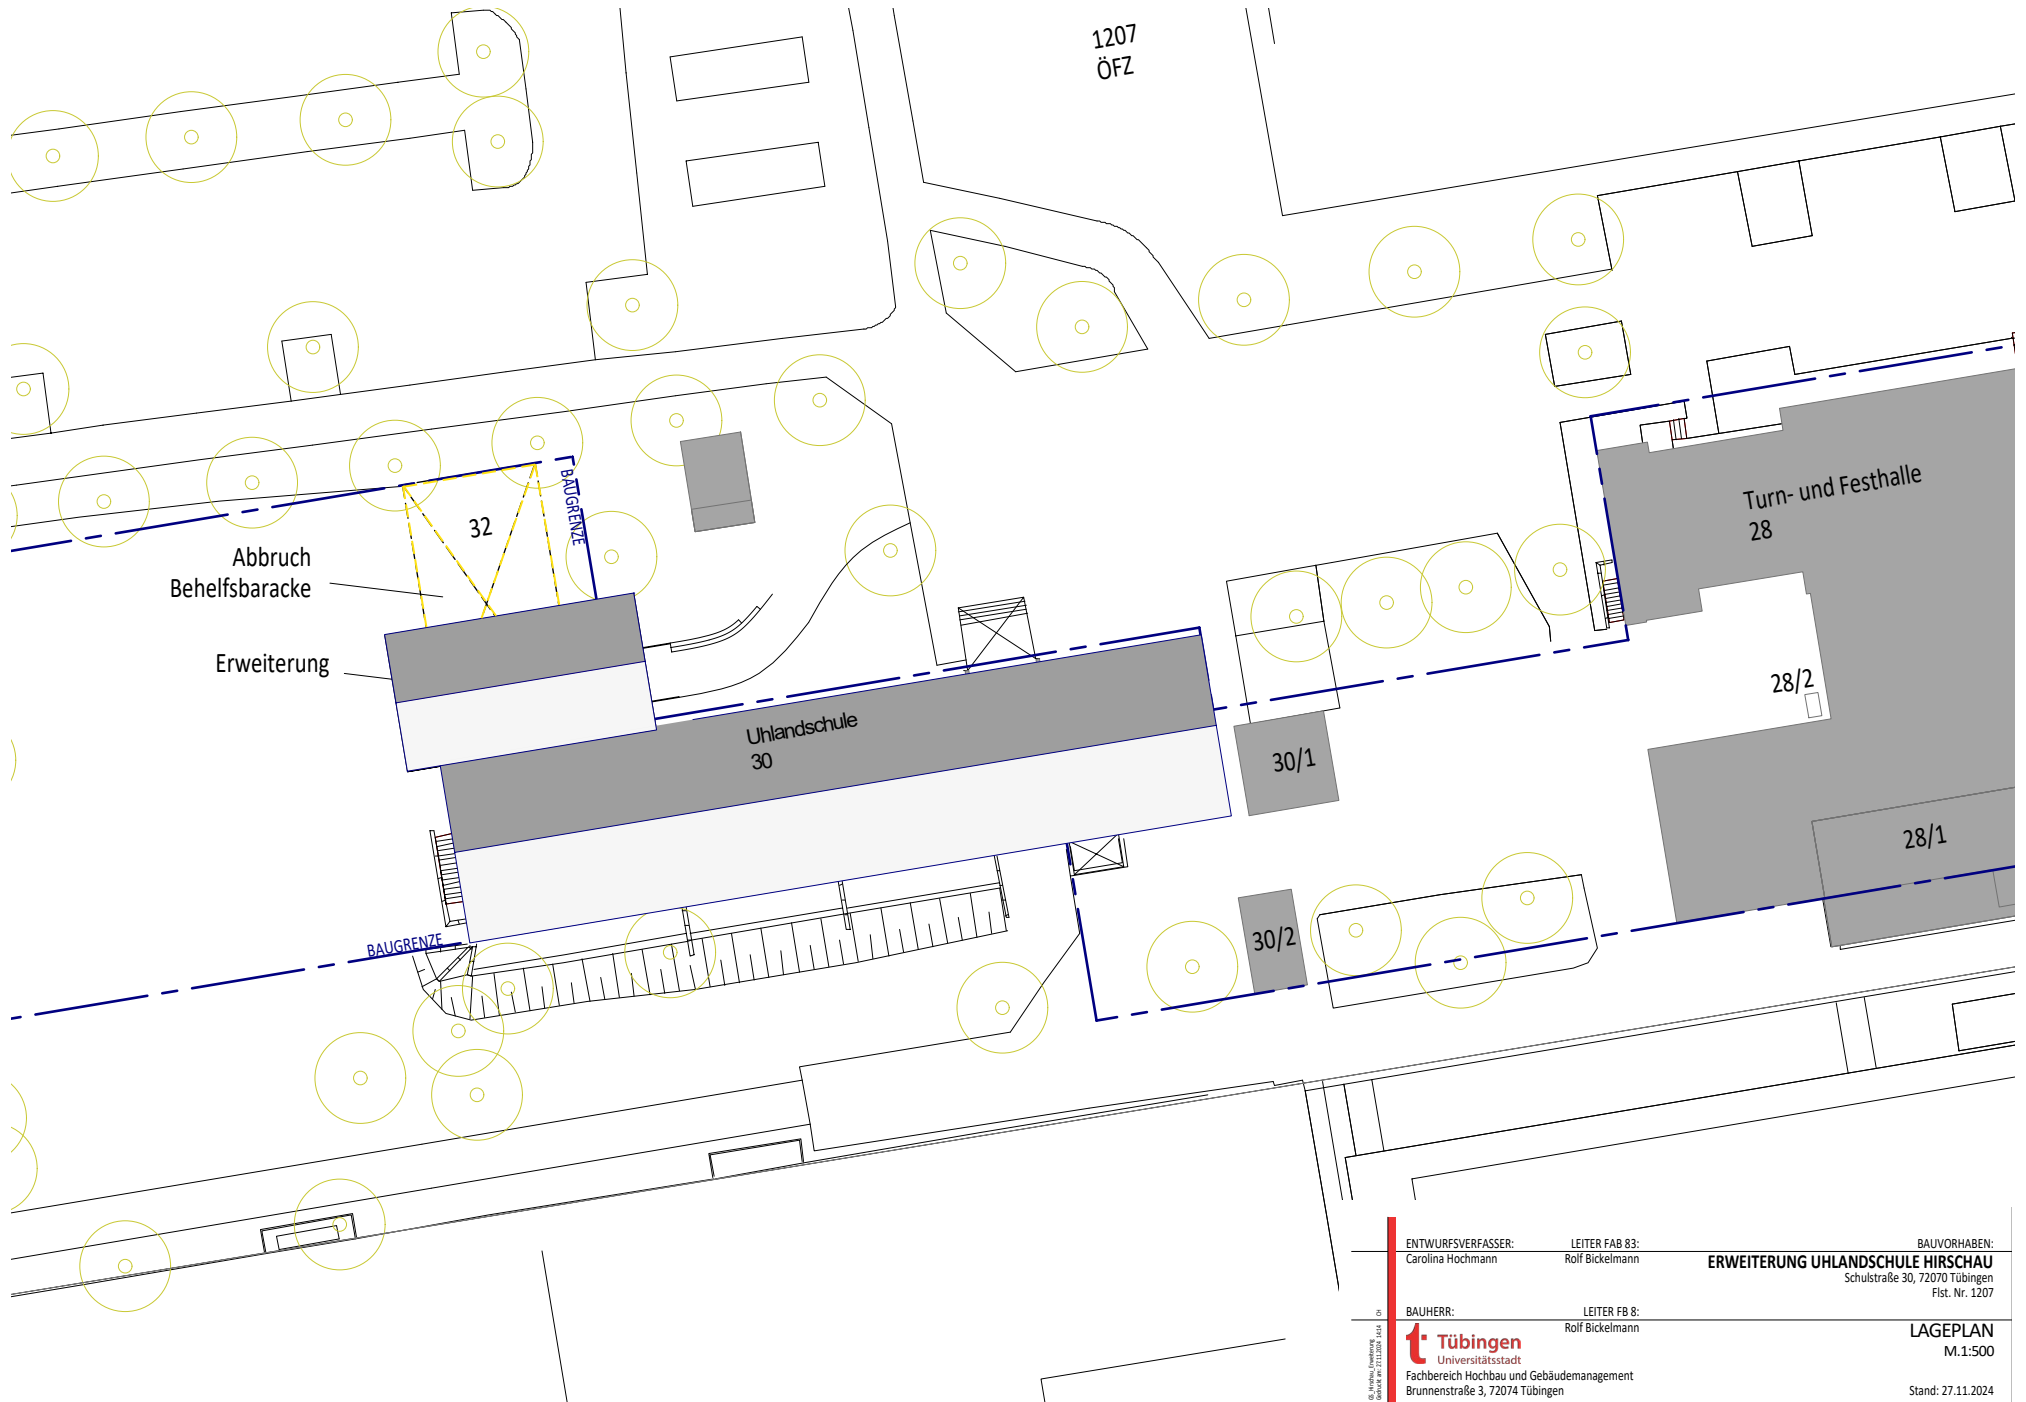 1207
ÖFZ
32
BAUGRENZE
Abbruch
Behelfsbaracke
Erweiterung
Turn- und Festhalle
28
28/2
Uhlandschule
30
30/1
28/1
30/2
BAUGRENZE
ENTWURFSVERFASSER:
Carolina Hochmann
LEITER FAB 83:
Rolf Bickelmann
BAUVORHABEN:
ERWEITERUNG UHLANDSCHULE HIRSCHAU
Schulstraße 30, 72070 Tübingen
Flst. Nr. 1207
BAUHERR:
LEITER FB 8:
Rolf Bickelmann
t Tübingen
Universitätsstadt
Fachbereich Hochbau und Gebäudemanagement
Brunnenstraße 3, 72074 Tübingen
LAGEPLAN
M.1:500
Stand: 27.11.2024